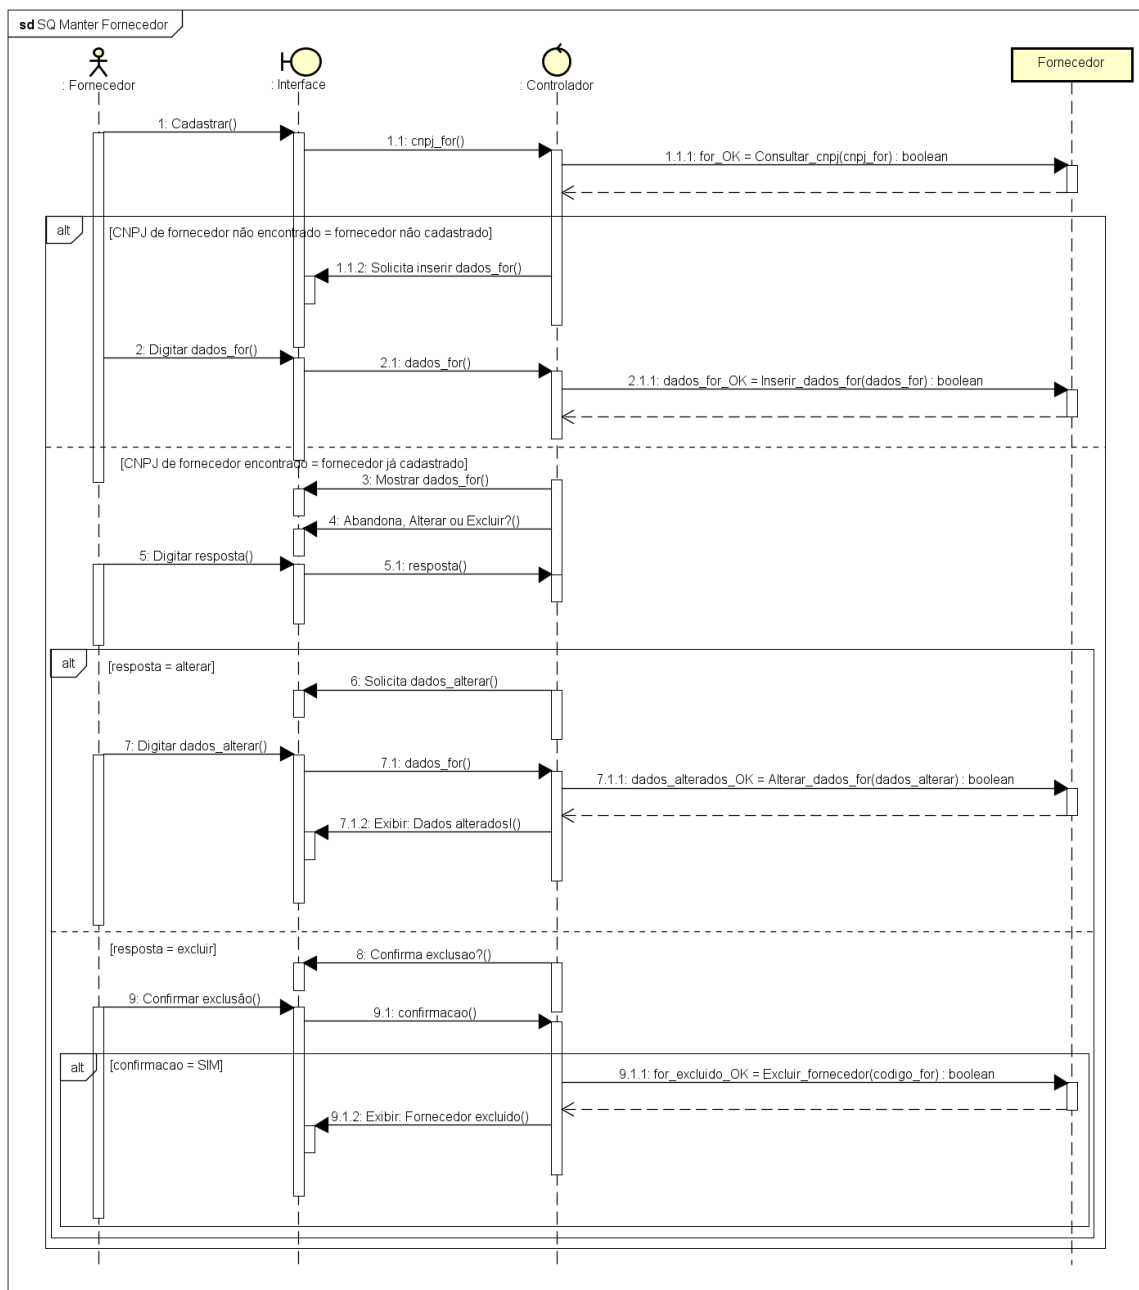 sd SQ Manter Fornecedor
: Fornecedor
: Interface
: Controlador
Fornecedor
1: Cadastrar()
1.1: cnpj_for()
1.1.1: for_OK = Consultar_cnpj(cnpj_for) : boolean
alt
[CNPJ de fornecedor não encontrado = fornecedor não cadastrado]
1.1.2: Solicita inserir dados_for()
2: Digitar dados_for()
2.1: dados_for()
2.1.1: dados_for_OK = Inserir_dados_for(dados_for) : boolean
[CNPJ de fornecedor encontrado = fornecedor já cadastrado]
3: Mostrar dados_for()
4: Abandona, Alterar ou Excluir?()
5: Digitar resposta()
5.1: resposta()
alt
[resposta = alterar]
6: Solicita dados_alterar()
7: Digitar dados_alterar()
7.1: dados_for()
7.1.1: dados_alterados_OK = Alterar_dados_for(dados_alterar) : boolean
7.1.2: Exibir: Dados alterados!()
[resposta = excluir]
8: Confirma exclusao?()
9: Confirmar exclusão()
9.1: confirmacao()
alt
[confirmacao = SIM]
9.1.1: for_excluido_OK = Excluir_fornecedor(codigo_for) : boolean
9.1.2: Exibir: Fornecedor excluído()